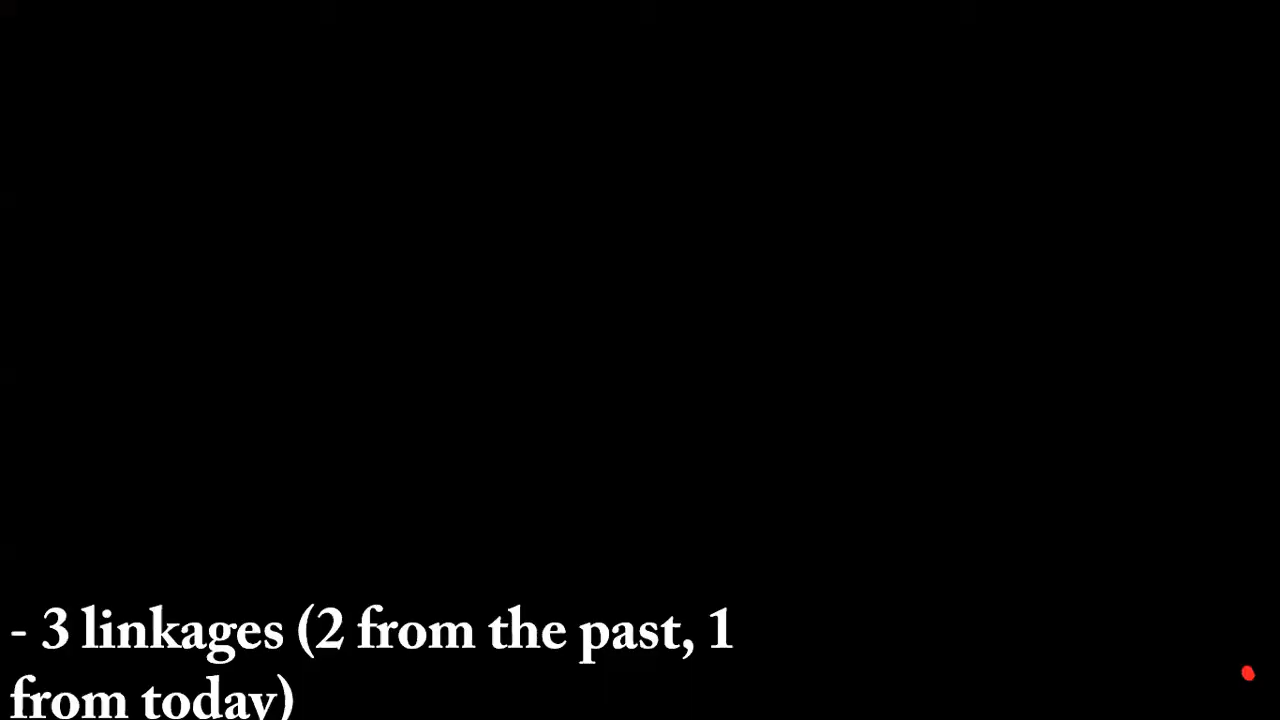 - 3 linkages (2 from the past, 1
from today)